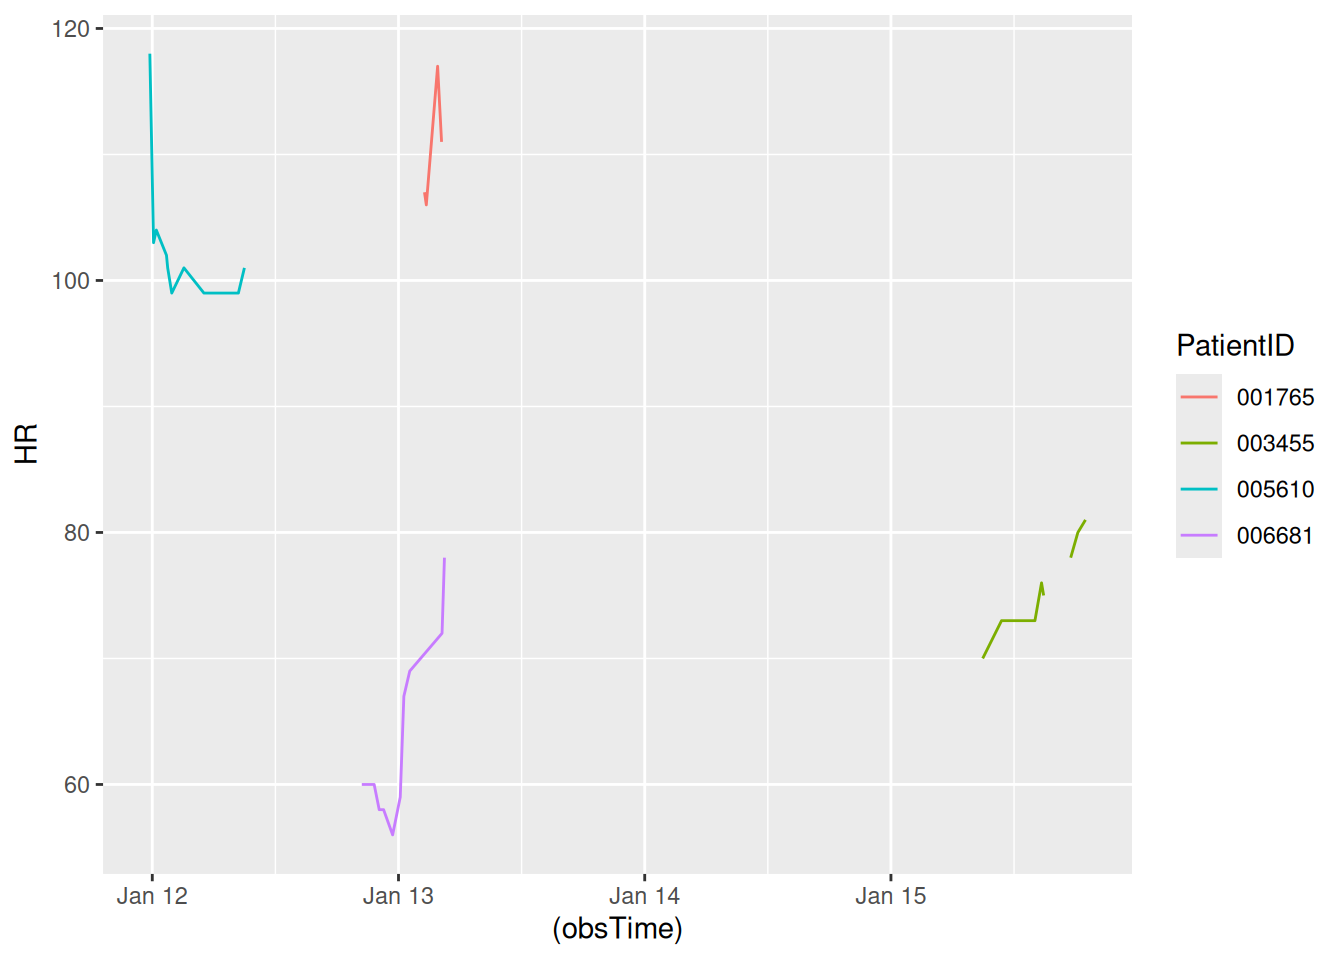 120
100
80
60
HR
Jan 12
Jan 13
Jan 14
Jan 15
(obsTime)
PatientID
001765
003455
005610
006681